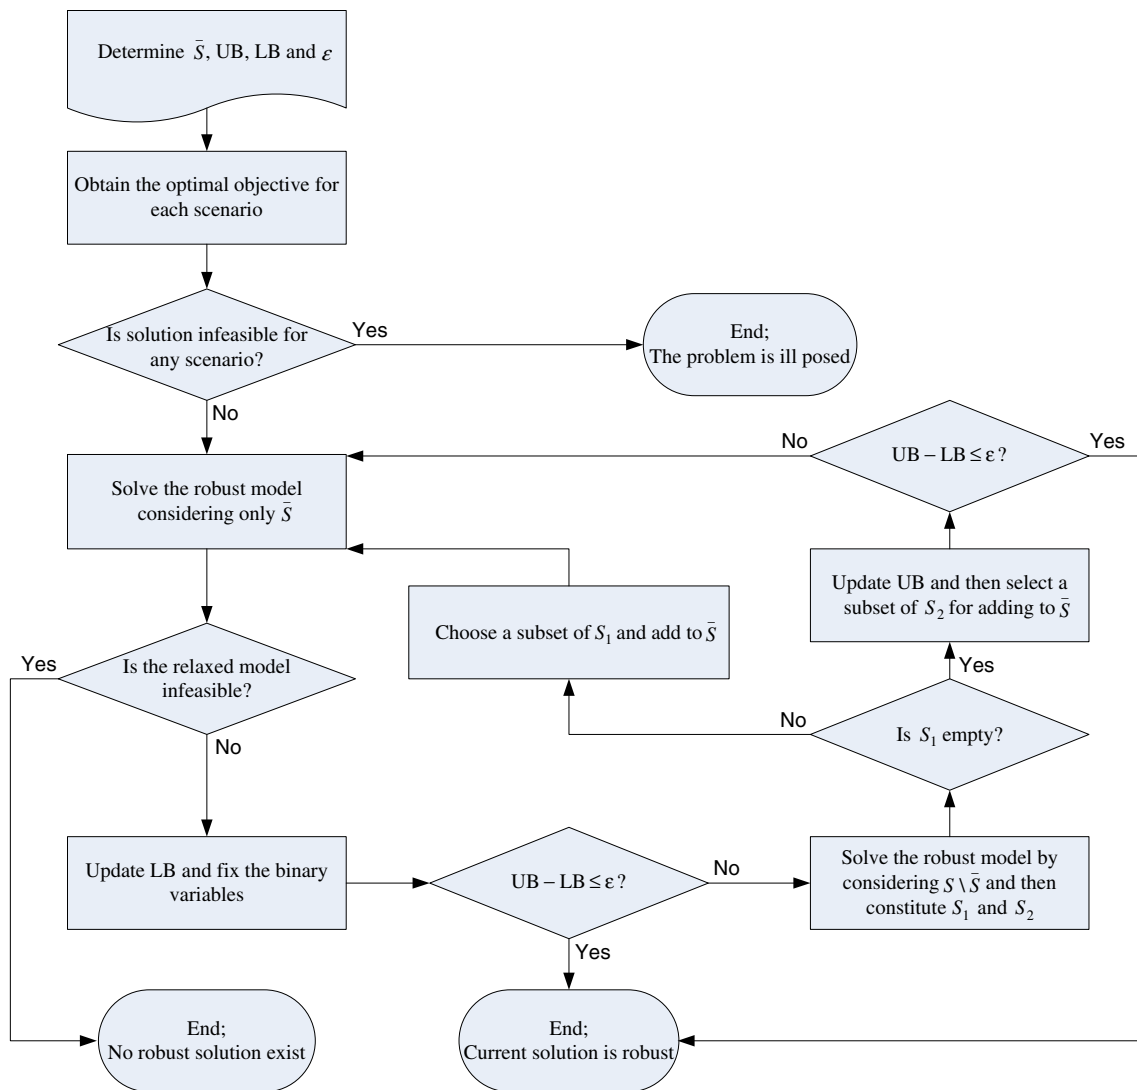 Determine S̄, UB, LB and ε
Obtain the optimal objective for
each scenario
Is solution infeasible for
any scenario?
Yes
End;
The problem is ill posed
No
Solve the robust model
considering only S̄
No
UB – LB ≤ ε ?
Yes
Update UB and then select a
subset of S₂ for adding to S̄
Choose a subset of S₁ and add to S̄
Yes
Is the relaxed model
infeasible?
Yes
No
Is S₁ empty?
No
Update LB and fix the binary
variables
UB – LB ≤ ε ?
No
Solve the robust model by
considering S \ S̄ and then
constitute S₁ and S₂
Yes
End;
No robust solution exist
End;
Current solution is robust